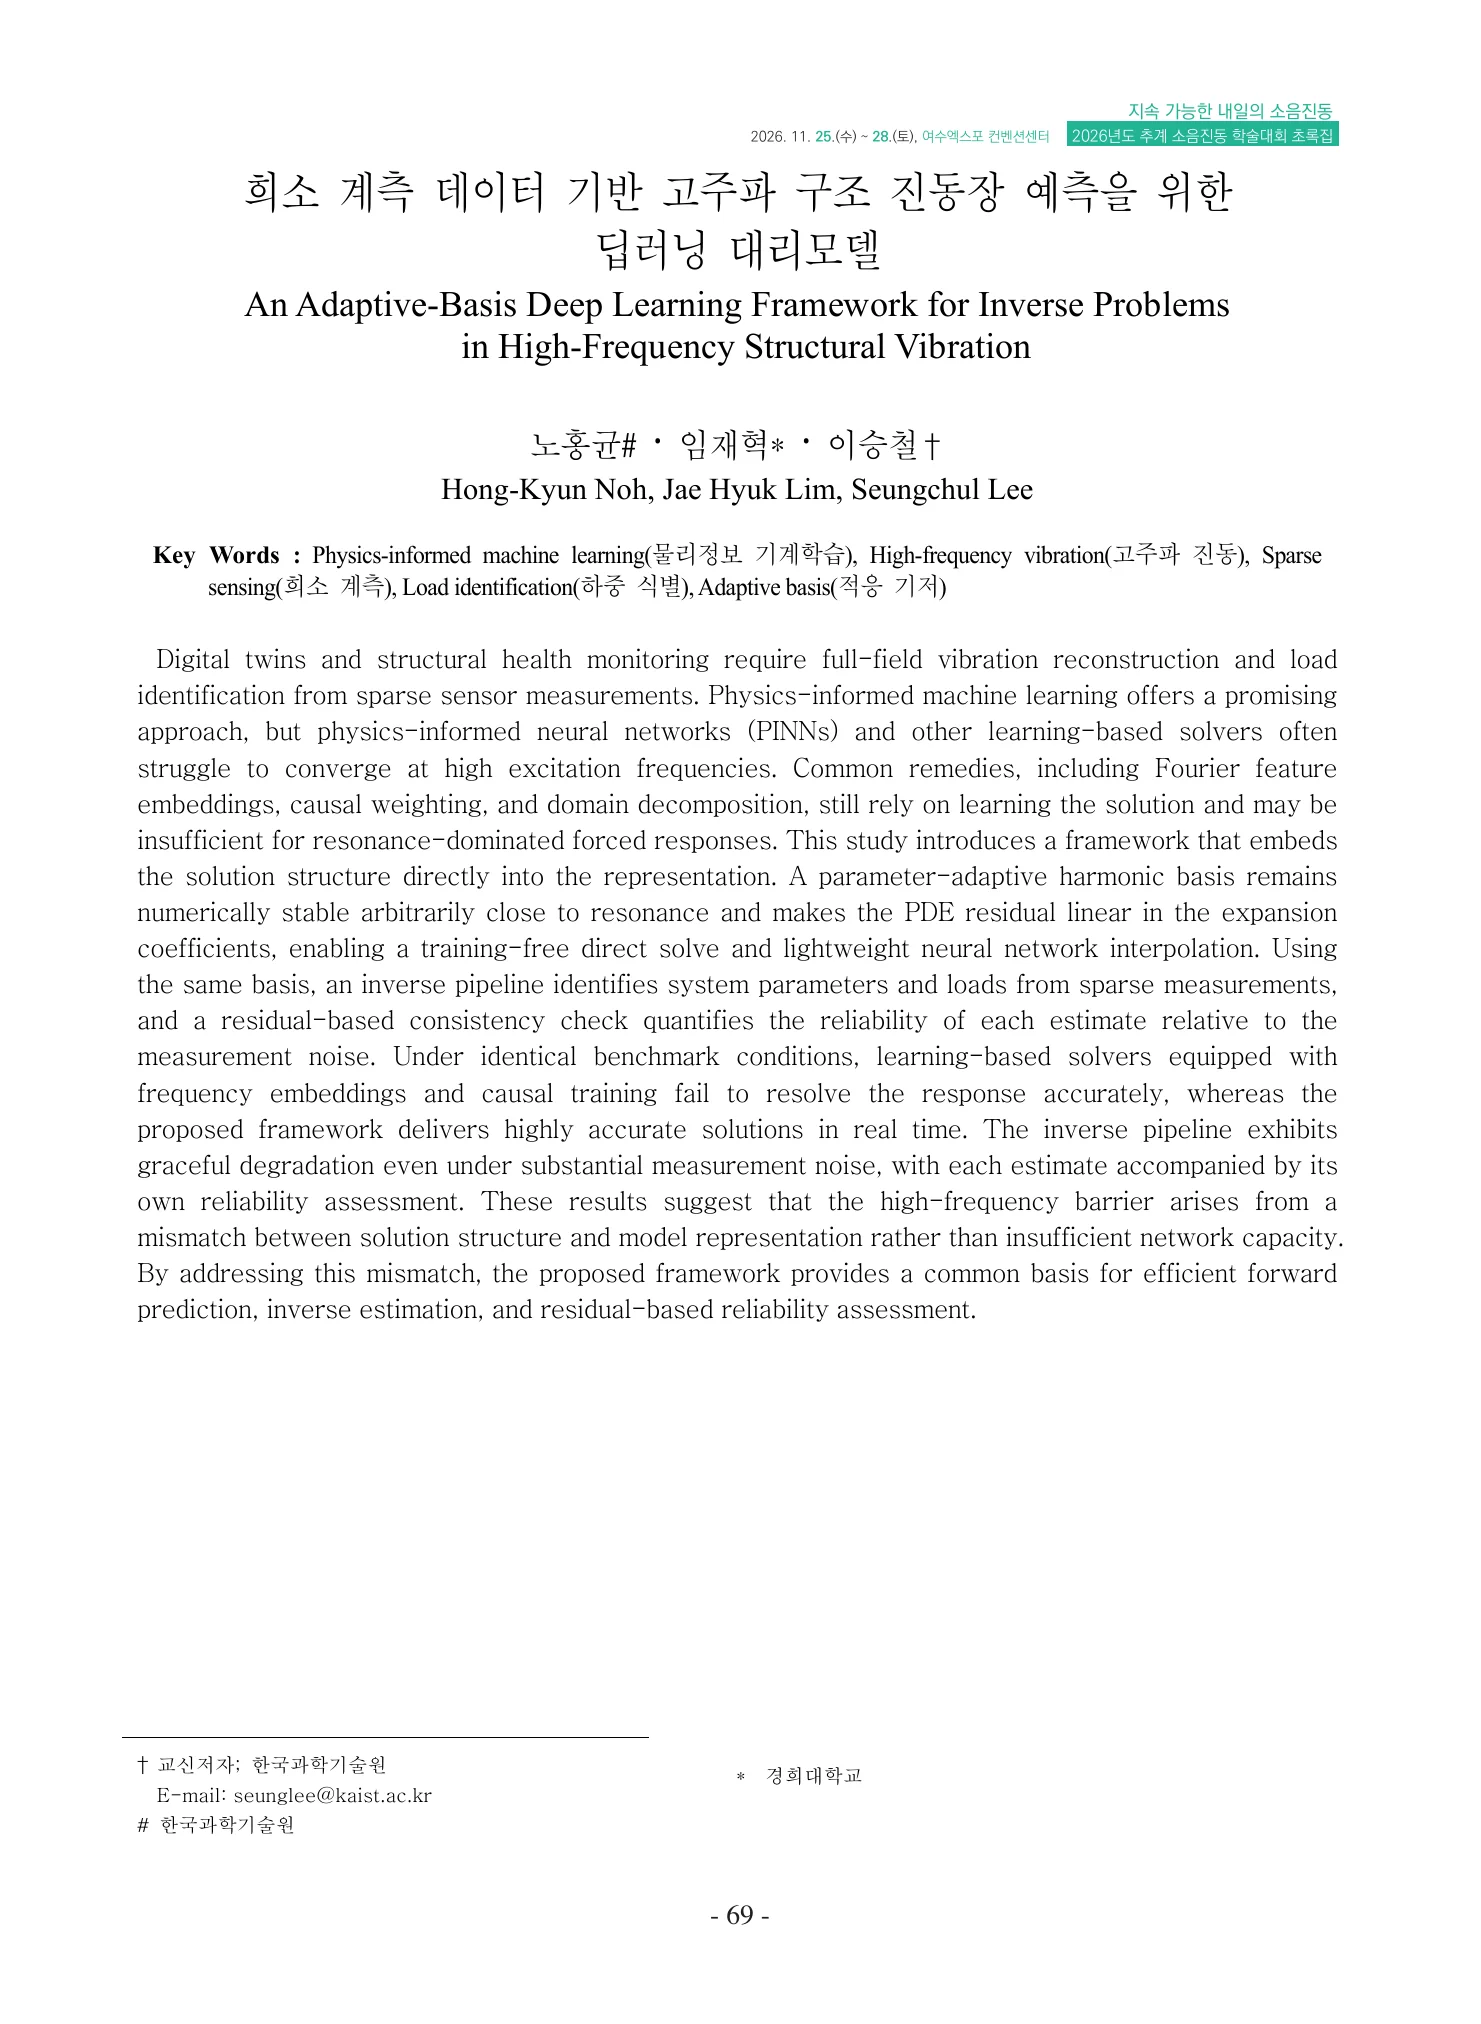 지속 가능한 내일의 소음진동
2026. 11. 25.(수) ~ 28.(토), 여수엑스포 컨벤션센터 2026년도 추계 소음진동 학술대회 초록집
희소 계측 데이터 기반 고주파 구조 진동장 예측을 위한
딥러닝 대리모델
An Adaptive-Basis Deep Learning Framework for Inverse Problems
in High-Frequency Structural Vibration
노홍균# · 임재혁* · 이승철†
Hong-Kyun Noh, Jae Hyuk Lim, Seungchul Lee
Key Words : Physics-informed machine learning(물리정보 기계학습), High-frequency vibration(고주파 진동), Sparse
sensing(희소 계측), Load identification(하중 식별), Adaptive basis(적응 기저)
Digital twins and structural health monitoring require full-field vibration reconstruction and load
identification from sparse sensor measurements. Physics-informed machine learning offers a promising
approach, but physics-informed neural networks (PINNs) and other learning-based solvers often
struggle to converge at high excitation frequencies. Common remedies, including Fourier feature
embeddings, causal weighting, and domain decomposition, still rely on learning the solution and may be
insufficient for resonance-dominated forced responses. This study introduces a framework that embeds
the solution structure directly into the representation. A parameter-adaptive harmonic basis remains
numerically stable arbitrarily close to resonance and makes the PDE residual linear in the expansion
coefficients, enabling a training-free direct solve and lightweight neural network interpolation. Using
the same basis, an inverse pipeline identifies system parameters and loads from sparse measurements,
and a residual-based consistency check quantifies the reliability of each estimate relative to the
measurement noise. Under identical benchmark conditions, learning-based solvers equipped with
frequency embeddings and causal training fail to resolve the response accurately, whereas the
proposed framework delivers highly accurate solutions in real time. The inverse pipeline exhibits
graceful degradation even under substantial measurement noise, with each estimate accompanied by its
own reliability assessment. These results suggest that the high-frequency barrier arises from a
mismatch between solution structure and model representation rather than insufficient network capacity.
By addressing this mismatch, the proposed framework provides a common basis for efficient forward
prediction, inverse estimation, and residual-based reliability assessment.
† 교신저자; 한국과학기술원
E-mail: seunglee@kaist.ac.kr
# 한국과학기술원
* 경희대학교
- 69 -